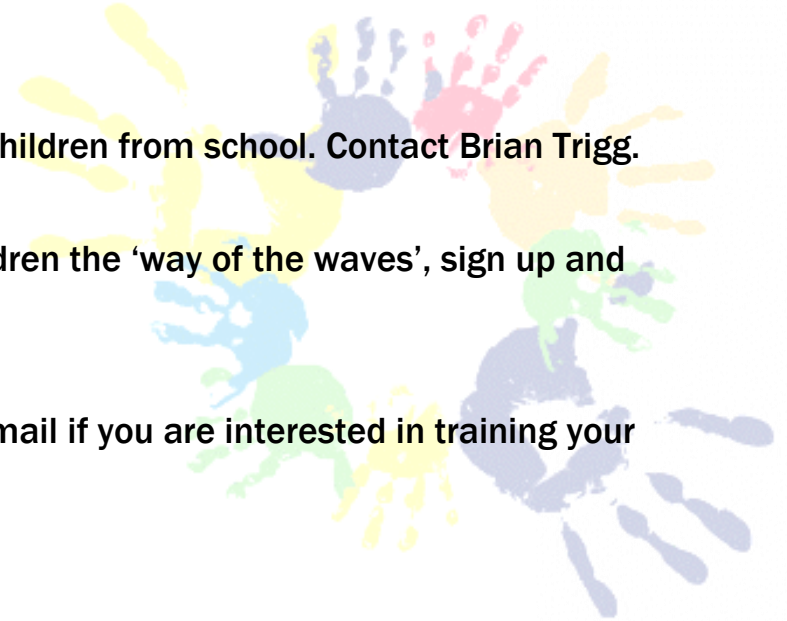 hildren from school. Contact Brian Trigg.
dren the ‘way of the waves’, sign up and
mail if you are interested in training your